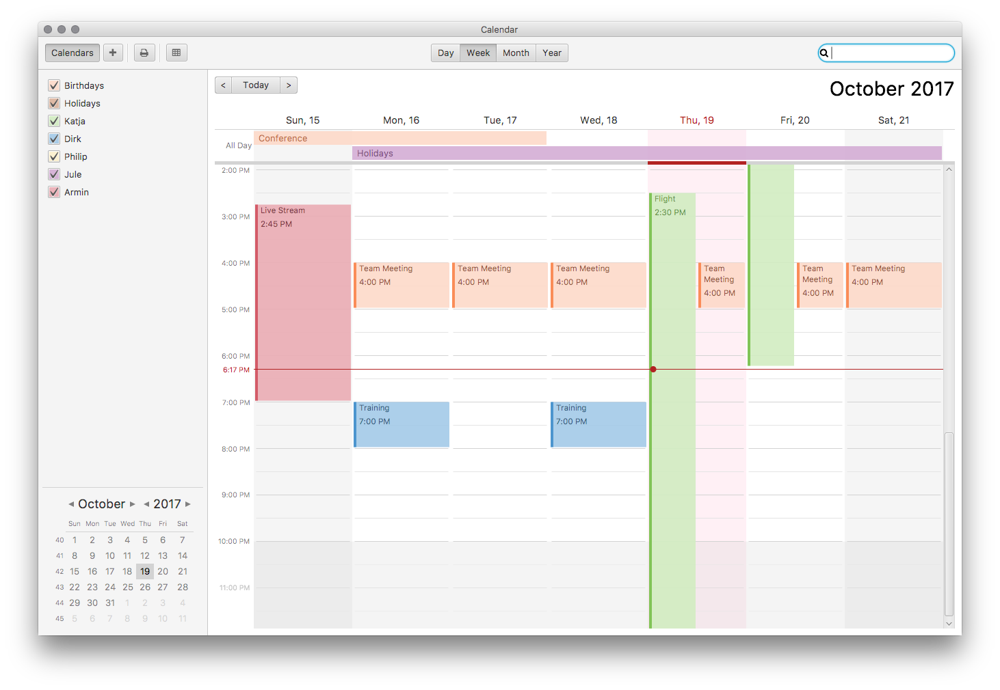 Calendar
Calendars
Day Week Month Year
Birthdays
Holidays
Katja
Dirk
Philip
Jule
Armin
< Today >
October 2017
Sun, 15 Mon, 16 Tue, 17 Wed, 18 Thu, 19 Fri, 20 Sat, 21
All Day
Conference
Holidays
2:00 PM
3:00 PM
4:00 PM
5:00 PM
6:00 PM
6:17 PM
7:00 PM
8:00 PM
9:00 PM
10:00 PM
11:00 PM
Live Stream
2:45 PM
Team Meeting
4:00 PM
Training
7:00 PM
Team Meeting
4:00 PM
Team Meeting
4:00 PM
Training
7:00 PM
Flight
2:30 PM
Team
Meeting
4:00 PM
Team
Meeting
4:00 PM
Team Meeting
4:00 PM
October 2017
Sun Mon Tue Wed Thu Fri Sat
40 1 2 3 4 5 6 7
41 8 9 10 11 12 13 14
42 15 16 17 18 19 20 21
43 22 23 24 25 26 27 28
44 29 30 31 1 2 3 4
45 5 6 7 8 9 10 11